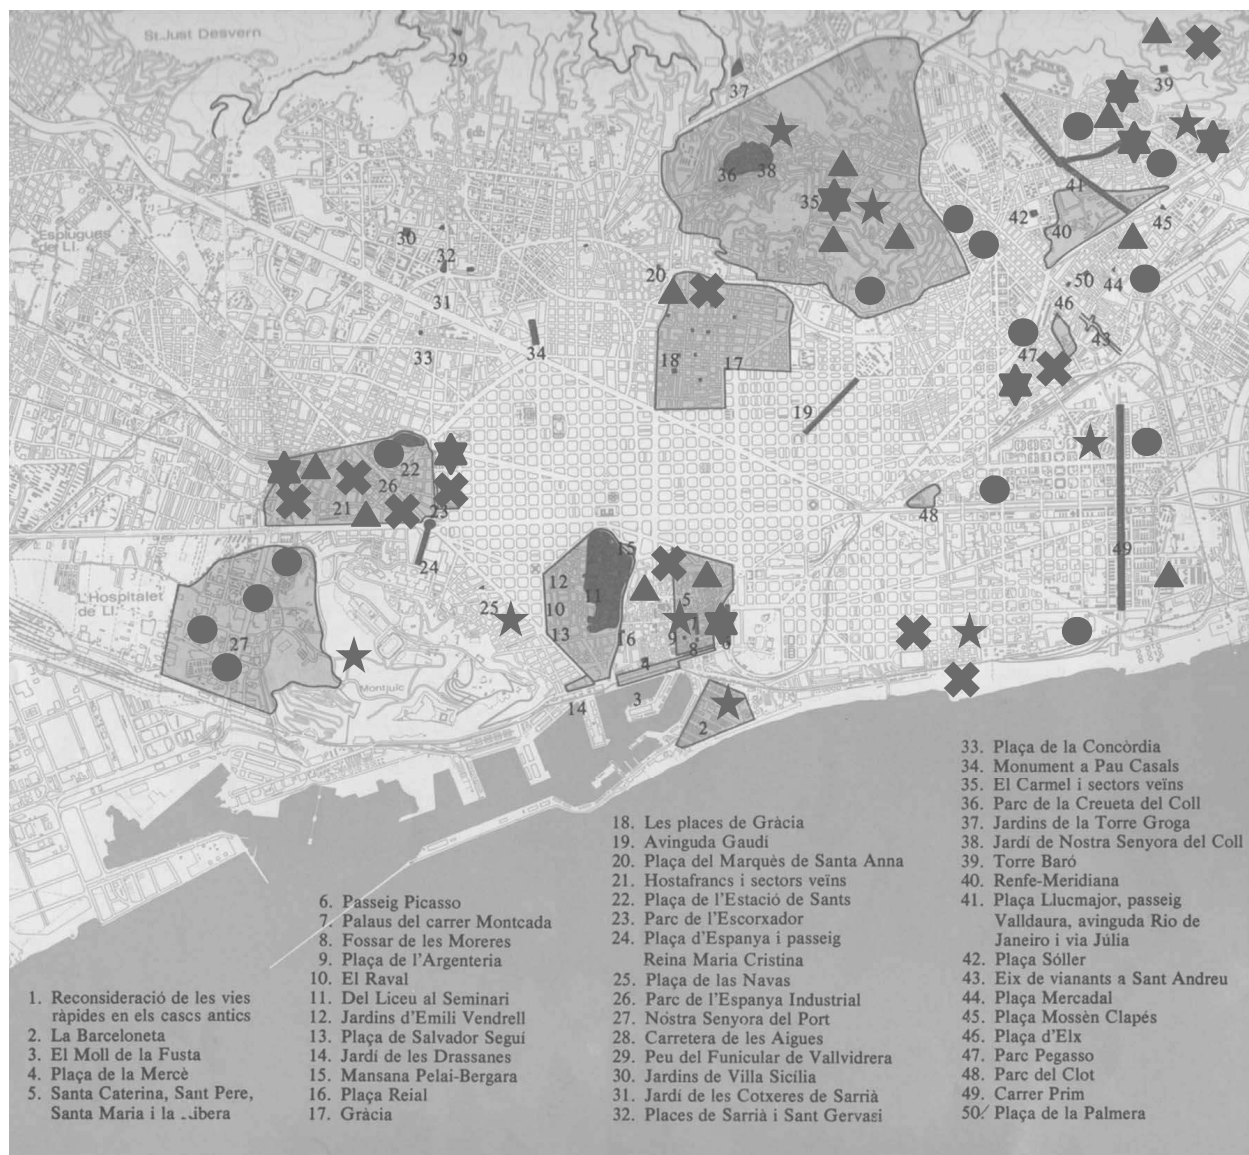 St. Just Desvern
29
37
39
36
38
41
35
42
40
45
Esplugues
de Ll.
30
32
20
50
44
31
46
33
34
18
17
47
43
19
22
26
21
23
48
24
15
49
L'Hospitalet
de Ll.
12
11
5
25
10
13
16
9
8
6
27
4
Montjuïc
3
14
2
1. Reconsideració de les vies
ràpides en els cascs antics
2. La Barceloneta
3. El Moll de la Fusta
4. Plaça de la Mercè
5. Santa Caterina, Sant Pere,
Santa Maria i la ibera
6. Passeig Picasso
7. Palaus del carrer Montcada
8. Fossar de les Moreres
9. Plaça de l'Argenteria
10. El Raval
11. Del Liceu al Seminari
12. Jardins d'Emili Vendrell
13. Plaça de Salvador Seguí
14. Jardí de les Drassanes
15. Mansana Pelai-Bergara
16. Plaça Reial
17. Gràcia
18. Les places de Gràcia
19. Avinguda Gaudí
20. Plaça del Marquès de Santa Anna
21. Hostafrancs i sectors veïns
22. Plaça de l'Estació de Sants
23. Parc de l'Escorxador
24. Plaça d'Espanya i passeig
Reina Maria Cristina
25. Plaça de las Navas
26. Parc de l'Espanya Industrial
27. Nostra Senyora del Port
28. Carretera de les Aigues
29. Peu del Funicular de Vallvidrera
30. Jardins de Villa Sicília
31. Jardí de les Cotxeres de Sarrià
32. Places de Sarrià i Sant Gervasi
33. Plaça de la Concòrdia
34. Monument a Pau Casals
35. El Carmel i sectors veïns
36. Parc de la Creueta del Coll
37. Jardins de la Torre Groga
38. Jardí de Nostra Senyora del Coll
39. Torre Baró
40. Renfe-Meridiana
41. Plaça Llucmajor, passeig
Valldaura, avinguda Rio de
Janeiro i via Júlia
42. Plaça Sóller
43. Eix de vianants a Sant Andreu
44. Plaça Mercadal
45. Plaça Mossèn Clapés
46. Plaça d'Elx
47. Parc Pegasso
48. Parc del Clot
49. Carrer Prim
50. Plaça de la Palmera